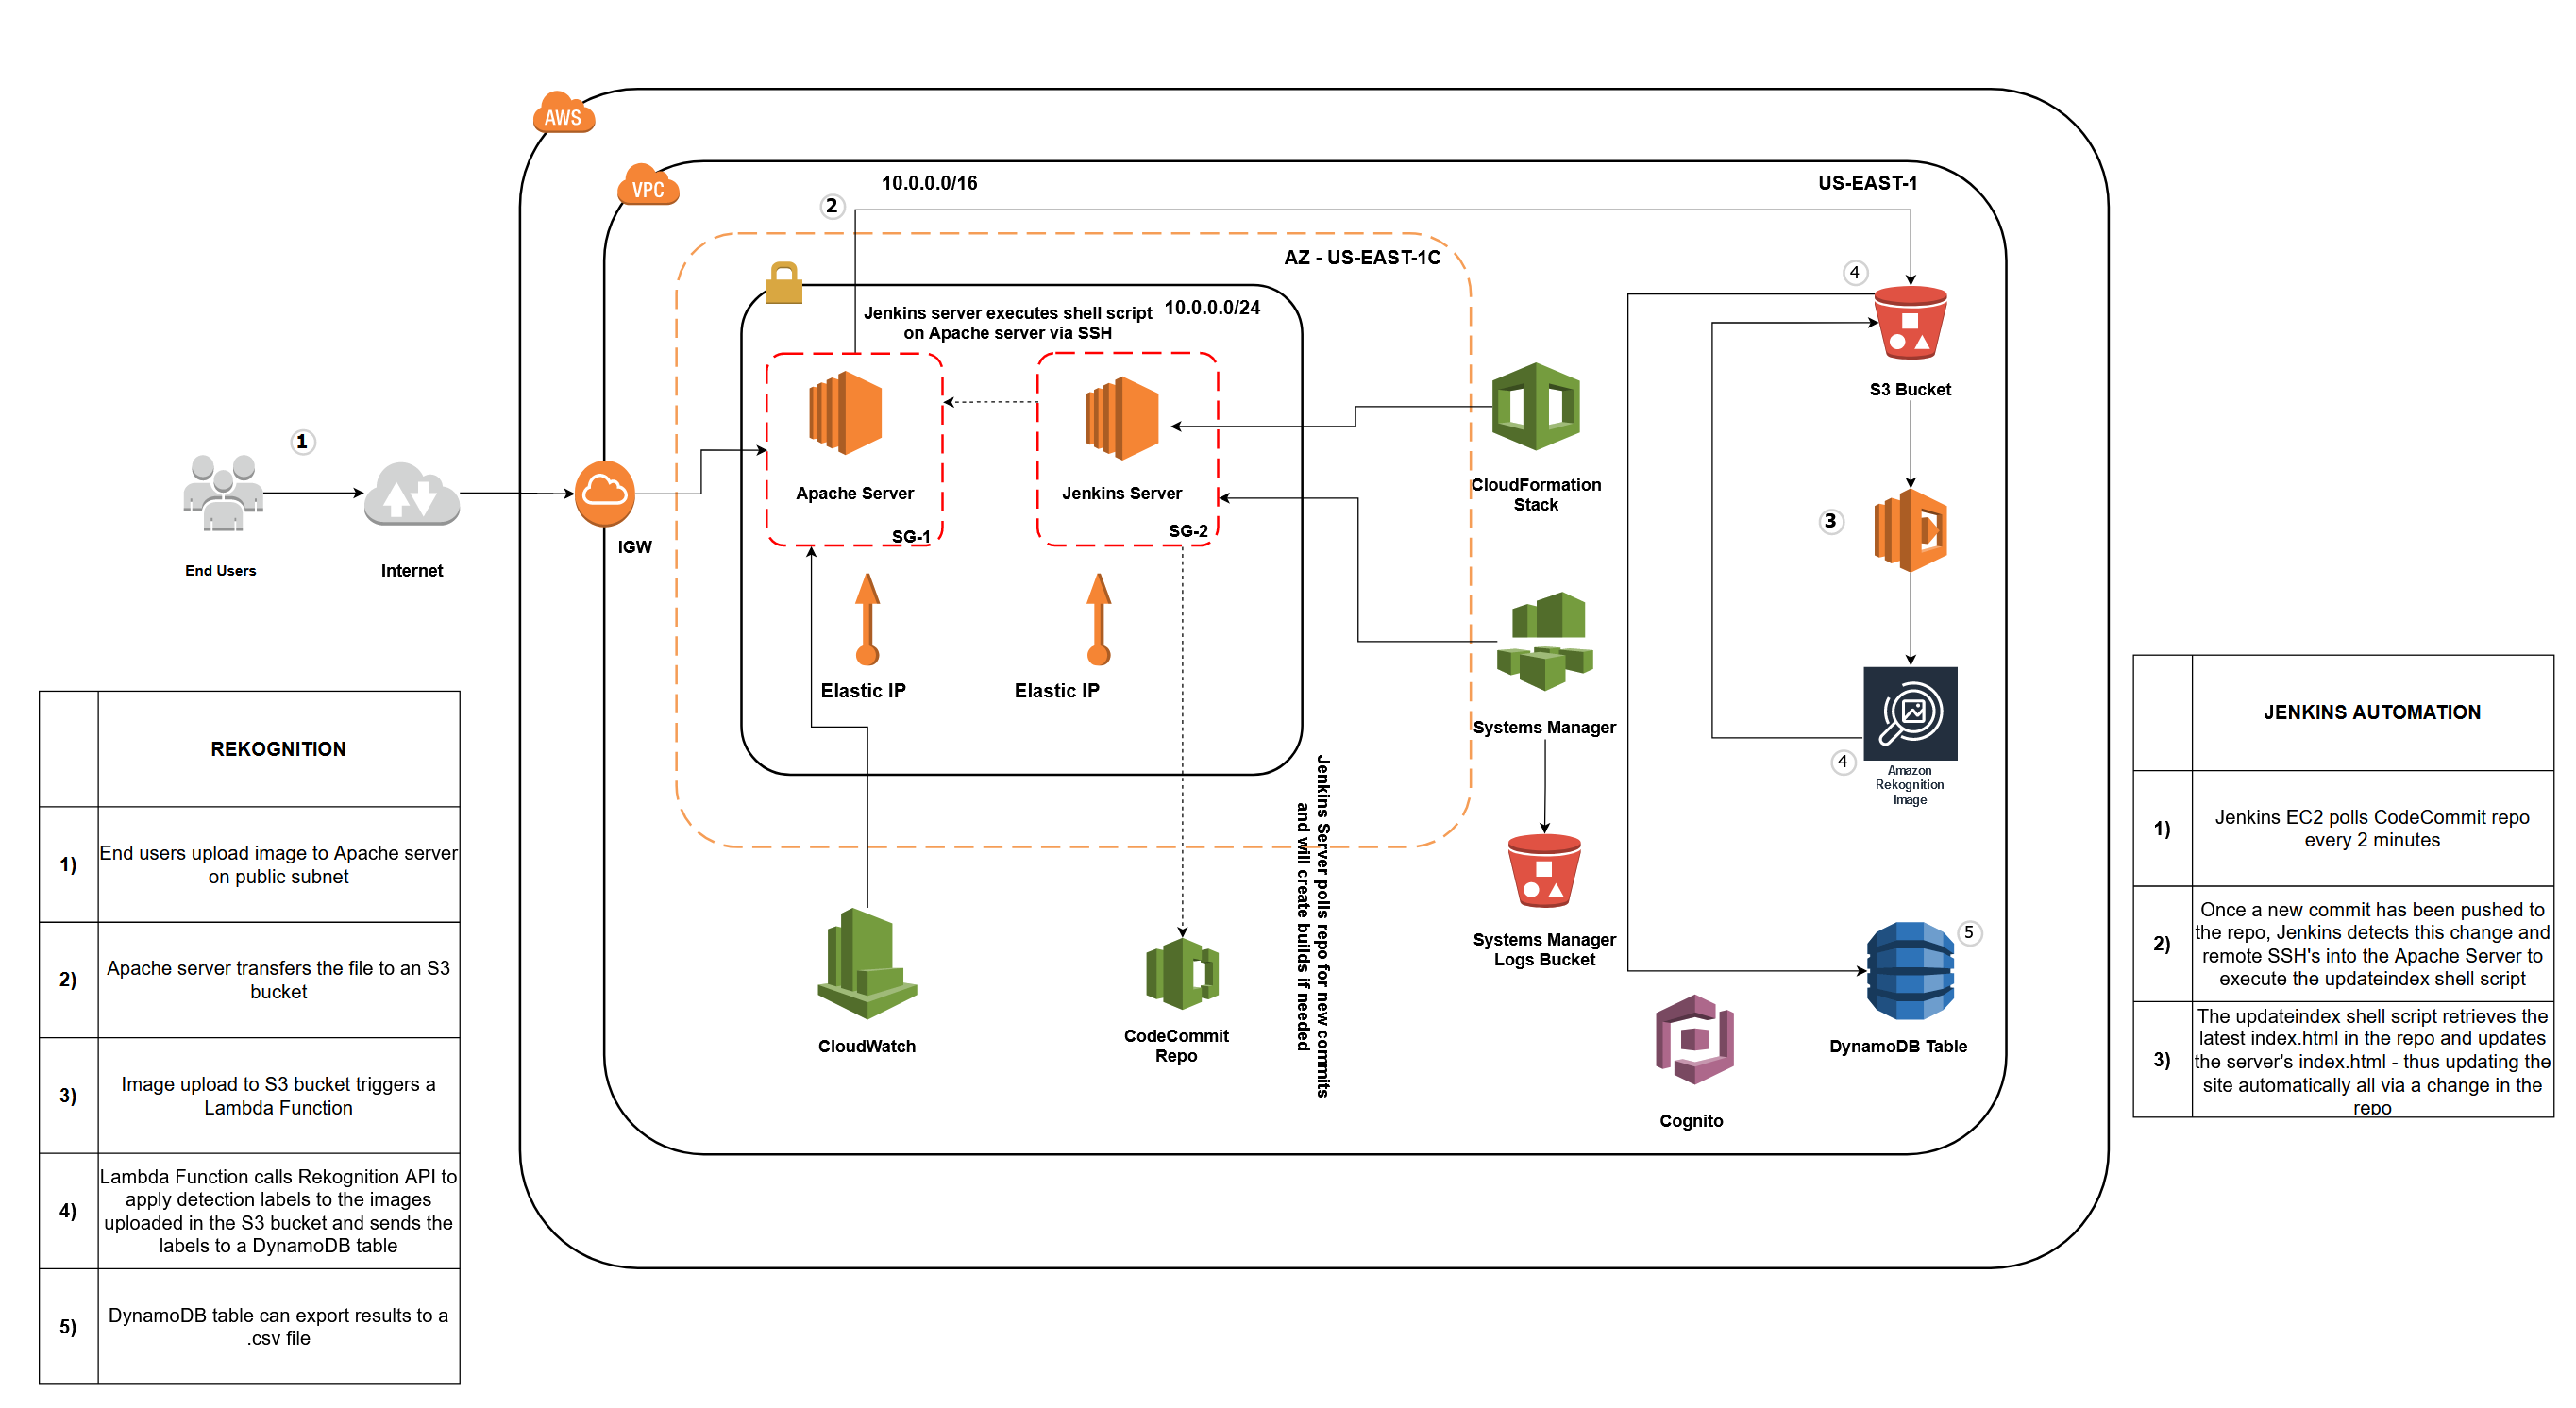 AWS
VPC
10.0.0.0/16
US-EAST-1
2
AZ - US-EAST-1C
4
Jenkins server executes shell script
on Apache server via SSH
10.0.0.0/24
S3 Bucket
1
Apache Server
Jenkins Server
CloudFormation
Stack
3
SG-1
SG-2
IGW
End Users
Internet
Elastic IP
Elastic IP
Systems Manager
4
Amazon
Rekognition
Image
Jenkins Server polls repo for new commits
and will create builds if needed
Systems Manager
Logs Bucket
5
CloudWatch
CodeCommit
Repo
DynamoDB Table
Cognito
REKOGNITION
1)
End users upload image to Apache server
on public subnet
2)
Apache server transfers the file to an S3
bucket
3)
Image upload to S3 bucket triggers a
Lambda Function
4)
Lambda Function calls Rekognition API to
apply detection labels to the images
uploaded in the S3 bucket and sends the
labels to a DynamoDB table
5)
DynamoDB table can export results to a
.csv file
JENKINS AUTOMATION
1)
Jenkins EC2 polls CodeCommit repo
every 2 minutes
2)
Once a new commit has been pushed to
the repo, Jenkins detects this change and
remote SSH's into the Apache Server to
execute the updateindex shell script
3)
The updateindex shell script retrieves the
latest index.html in the repo and updates
the server's index.html - thus updating the
site automatically all via a change in the
repo